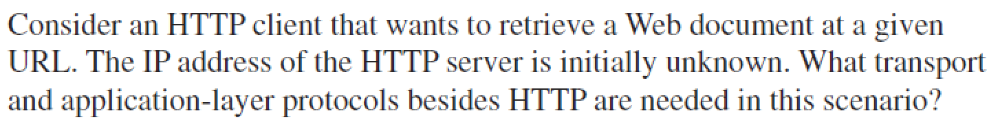 Consider an HTTP client that wants to retrieve a Web document at a given
URL. The IP address of the HTTP server is initially unknown. What transport
and application-layer protocols besides HTTP are needed in this scenario?